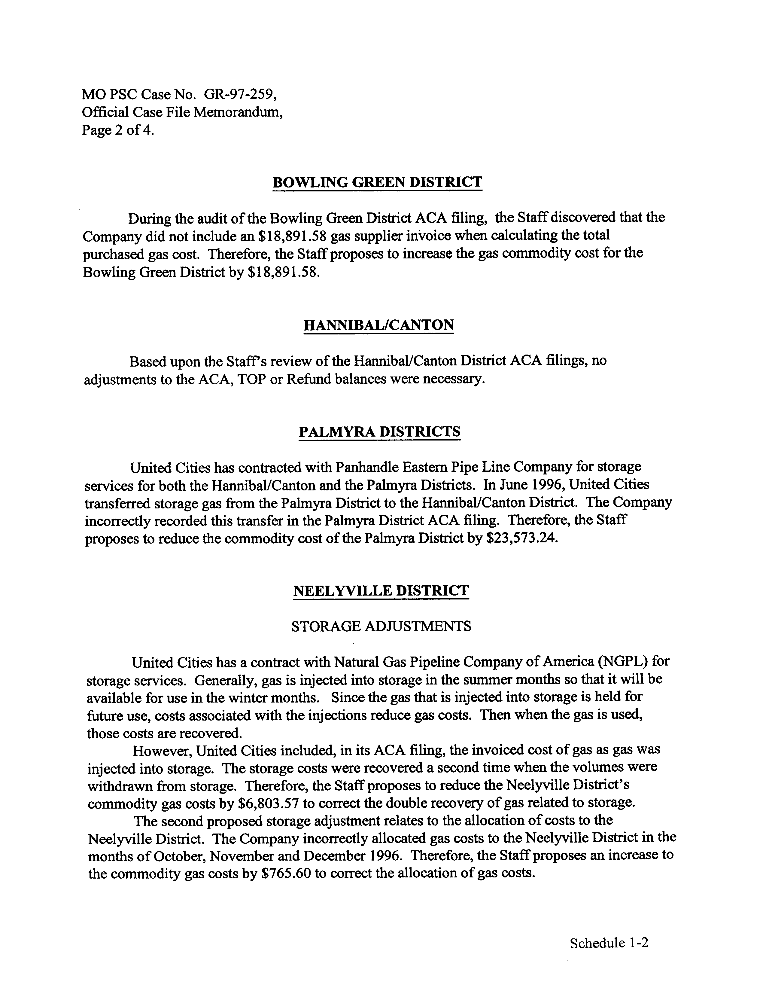 MO PSC Case No. GR-97-259,
Official Case File Memorandum,
Page 2 of 4.
BOWLING GREEN DISTRICT
During the audit of the Bowling Green District ACA filing, the Staff discovered that the
Company did not include an $18,891.58 gas supplier invoice when calculating the total
purchased gas cost. Therefore, the Staff proposes to increase the gas commodity cost for the
Bowling Green District by $18,891.58.
HANNIBAL/CANTON
Based upon the Staff's review of the Hannibal/Canton District ACA filings, no
adjustments to the ACA, TOP or Refund balances were necessary.
PALMYRA DISTRICTS
United Cities has contracted with Panhandle Eastern Pipe Line Company for storage
services for both the Hannibal/Canton and the Palmyra Districts. In June 1996, United Cities
transferred storage gas from the Palmyra District to the Hannibal/Canton District. The Company
incorrectly recorded this transfer in the Palmyra District ACA filing. Therefore, the Staff
proposes to reduce the commodity cost of the Palmyra District by $23,573.24.
NEELYVILLE DISTRICT
STORAGE ADJUSTMENTS
United Cities has a contract with Natural Gas Pipeline Company of America (NGPL) for
storage services. Generally, gas is injected into storage in the summer months so that it will be
available for use in the winter months. Since the gas that is injected into storage is held for
future use, costs associated with the injections reduce gas costs. Then when the gas is used,
those costs are recovered.
However, United Cities included, in its ACA filing, the invoiced cost of gas as gas was
injected into storage. The storage costs were recovered a second time when the volumes were
withdrawn from storage. Therefore, the Staff proposes to reduce the Neelyville District's
commodity gas costs by $6,803.57 to correct the double recovery of gas related to storage.
The second proposed storage adjustment relates to the allocation of costs to the
Neelyville District. The Company incorrectly allocated gas costs to the Neelyville District in the
months of October, November and December 1996. Therefore, the Staff proposes an increase to
the commodity gas costs by $765.60 to correct the allocation of gas costs.
Schedule 1-2